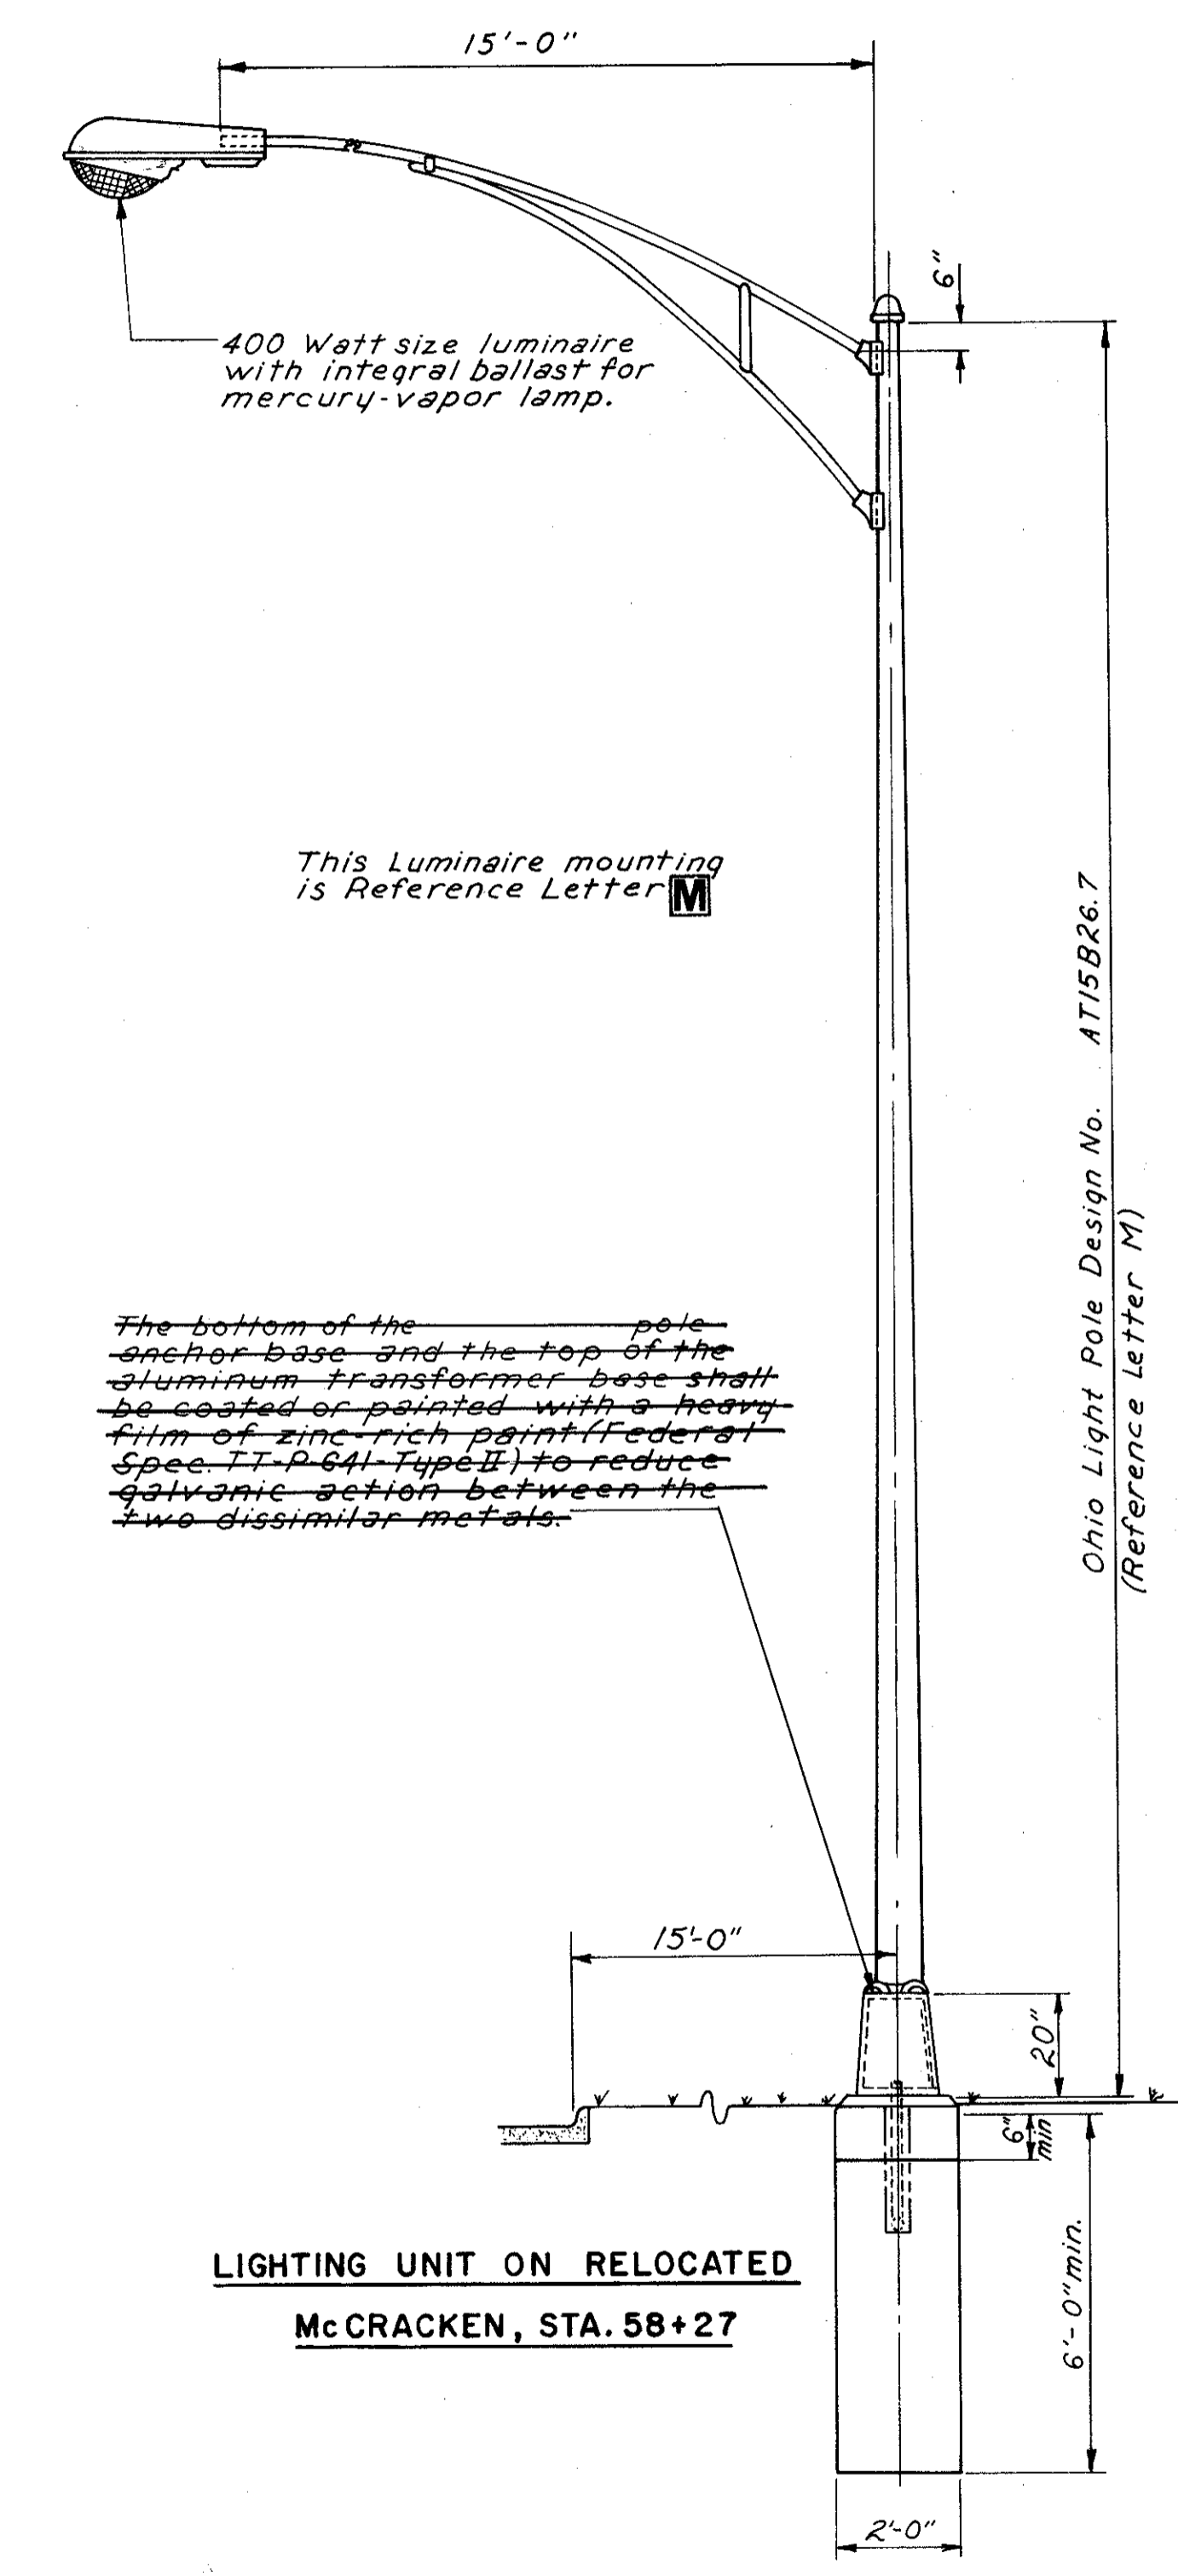 15'-0"
6"
400 Watt size luminaire
with integral ballast for
mercury-vapor lamp.
This Luminaire mounting
is Reference Letter M
Ohio Light Pole Design No. AT15B26.7
(Reference Letter M)
The bottom of the pole
anchor base and the top of the
aluminum transformer base shall
be coated or painted with a heavy
film of zinc-rich paint (Federal
Spec. TT-P-641-Type II) to reduce
galvanic action between the
two dissimilar metals.
15'-0"
20"
6"
min
6'-0" min.
LIGHTING UNIT ON RELOCATED
McCRACKEN, STA. 58+27
2'-0"